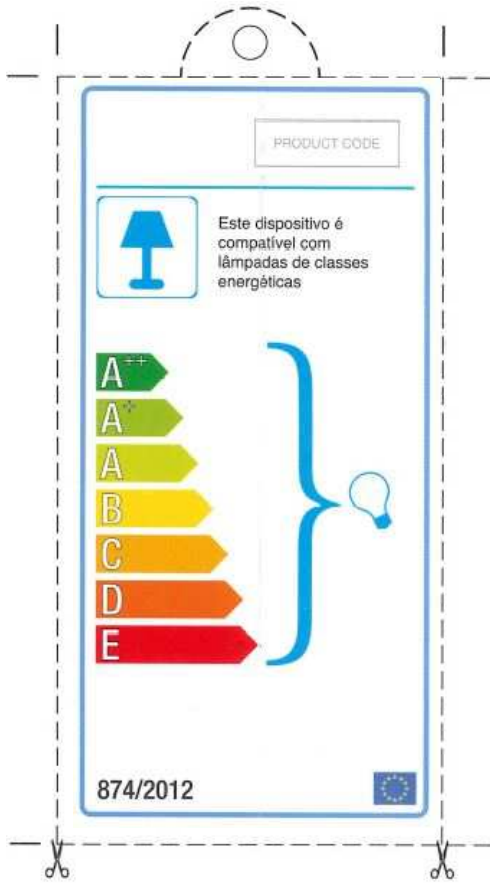 PRODUCT CODE
Este dispositivo é
compatível com
lâmpadas de classes
energéticas
A++
A+
A
B
C
D
E
874/2012